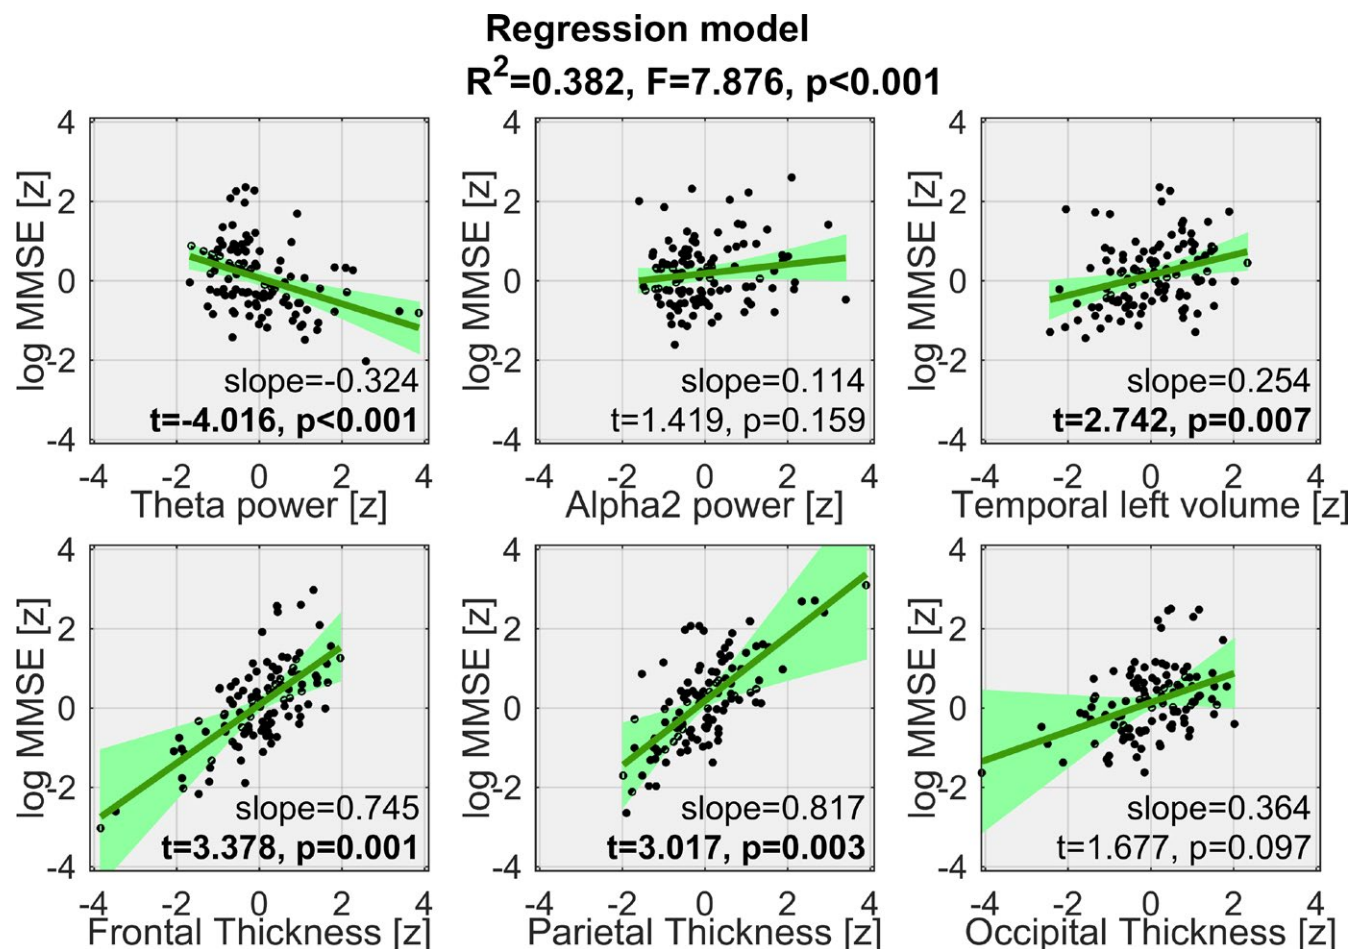 Regression model
R²=0.382, F=7.876, p<0.001
4
2
0
-2
-4
log MMSE [z]
slope=-0.324
t=-4.016, p<0.001
-4 -2 0 2 4
Theta power [z]
4
2
0
-2
-4
log MMSE [z]
slope=0.114
t=1.419, p=0.159
-4 -2 0 2 4
Alpha2 power [z]
4
2
0
-2
-4
log MMSE [z]
slope=0.254
t=2.742, p=0.007
-4 -2 0 2 4
Temporal left volume [z]
4
2
0
-2
-4
log MMSE [z]
slope=0.745
t=3.378, p=0.001
-4 -2 0 2 4
Frontal Thickness [z]
4
2
0
-2
-4
log MMSE [z]
slope=0.817
t=3.017, p=0.003
-4 -2 0 2 4
Parietal Thickness [z]
4
2
0
-2
-4
log MMSE [z]
slope=0.364
t=1.677, p=0.097
-4 -2 0 2 4
Occipital Thickness [z]